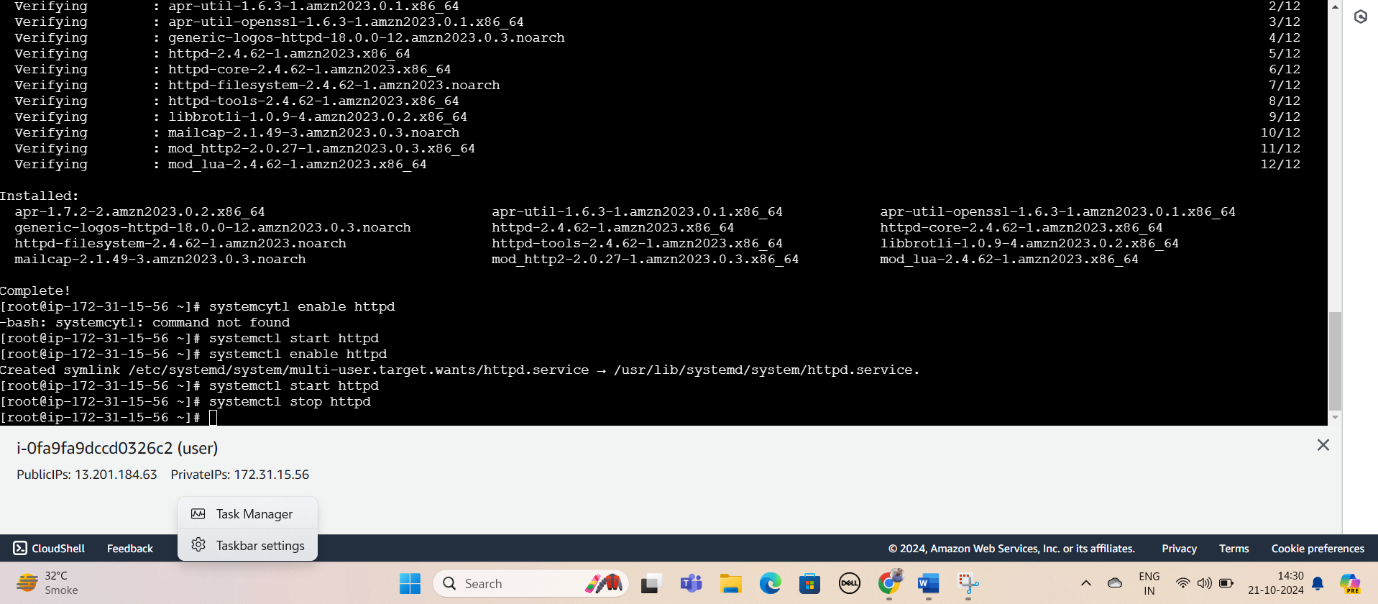 Verifying : apr-util-1.6.3-1.amzn2023.0.1.x86_64 2/12
Verifying : apr-util-openssl-1.6.3-1.amzn2023.0.1.x86_64 3/12
Verifying : generic-logos-httpd-18.0.0-12.amzn2023.0.3.noarch 4/12
Verifying : httpd-2.4.62-1.amzn2023.x86_64 5/12
Verifying : httpd-core-2.4.62-1.amzn2023.x86_64 6/12
Verifying : httpd-filesystem-2.4.62-1.amzn2023.noarch 7/12
Verifying : httpd-tools-2.4.62-1.amzn2023.x86_64 8/12
Verifying : libbrotli-1.0.9-4.amzn2023.0.2.x86_64 9/12
Verifying : mailcap-2.1.49-3.amzn2023.0.3.noarch 10/12
Verifying : mod_http2-2.0.27-1.amzn2023.0.3.x86_64 11/12
Verifying : mod_lua-2.4.62-1.amzn2023.x86_64 12/12
Installed:
apr-1.7.2-2.amzn2023.0.2.x86_64 apr-util-1.6.3-1.amzn2023.0.1.x86_64 apr-util-openssl-1.6.3-1.amzn2023.0.1.x86_64
generic-logos-httpd-18.0.0-12.amzn2023.0.3.noarch httpd-2.4.62-1.amzn2023.x86_64 httpd-core-2.4.62-1.amzn2023.x86_64
httpd-filesystem-2.4.62-1.amzn2023.noarch httpd-tools-2.4.62-1.amzn2023.x86_64 libbrotli-1.0.9-4.amzn2023.0.2.x86_64
mailcap-2.1.49-3.amzn2023.0.3.noarch mod_http2-2.0.27-1.amzn2023.0.3.x86_64 mod_lua-2.4.62-1.amzn2023.x86_64
Complete!
[root@ip-172-31-15-56 ~]# systemcytl enable httpd
-bash: systemcytl: command not found
[root@ip-172-31-15-56 ~]# systemctl start httpd
[root@ip-172-31-15-56 ~]# systemctl enable httpd
Created symlink /etc/systemd/system/multi-user.target.wants/httpd.service → /usr/lib/systemd/system/httpd.service.
[root@ip-172-31-15-56 ~]# systemctl start httpd
[root@ip-172-31-15-56 ~]# systemctl stop httpd
[root@ip-172-31-15-56 ~]#
i-0fa9fa9dccd0326c2 (user)
PublicIPs: 13.201.184.63 PrivateIPs: 172.31.15.56
Task Manager
Taskbar settings
CloudShell Feedback © 2024, Amazon Web Services, Inc. or its affiliates. Privacy Terms Cookie preferences
32°C
Smoke
Search
DELL
ENG
IN
14:30
21-10-2024
PRE